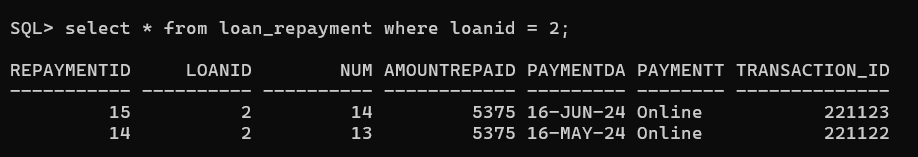 SQL> select * from loan_repayment where loanid = 2;
REPAYMENTID     LOANID        NUM AMOUNTREPAID PAYMENTDA PAYMENTT TRANSACTION_ID
----------- ---------- ---------- ------------ --------- -------- --------------
         15          2         14         5375 16-JUN-24 Online           221123
         14          2         13         5375 16-MAY-24 Online           221122